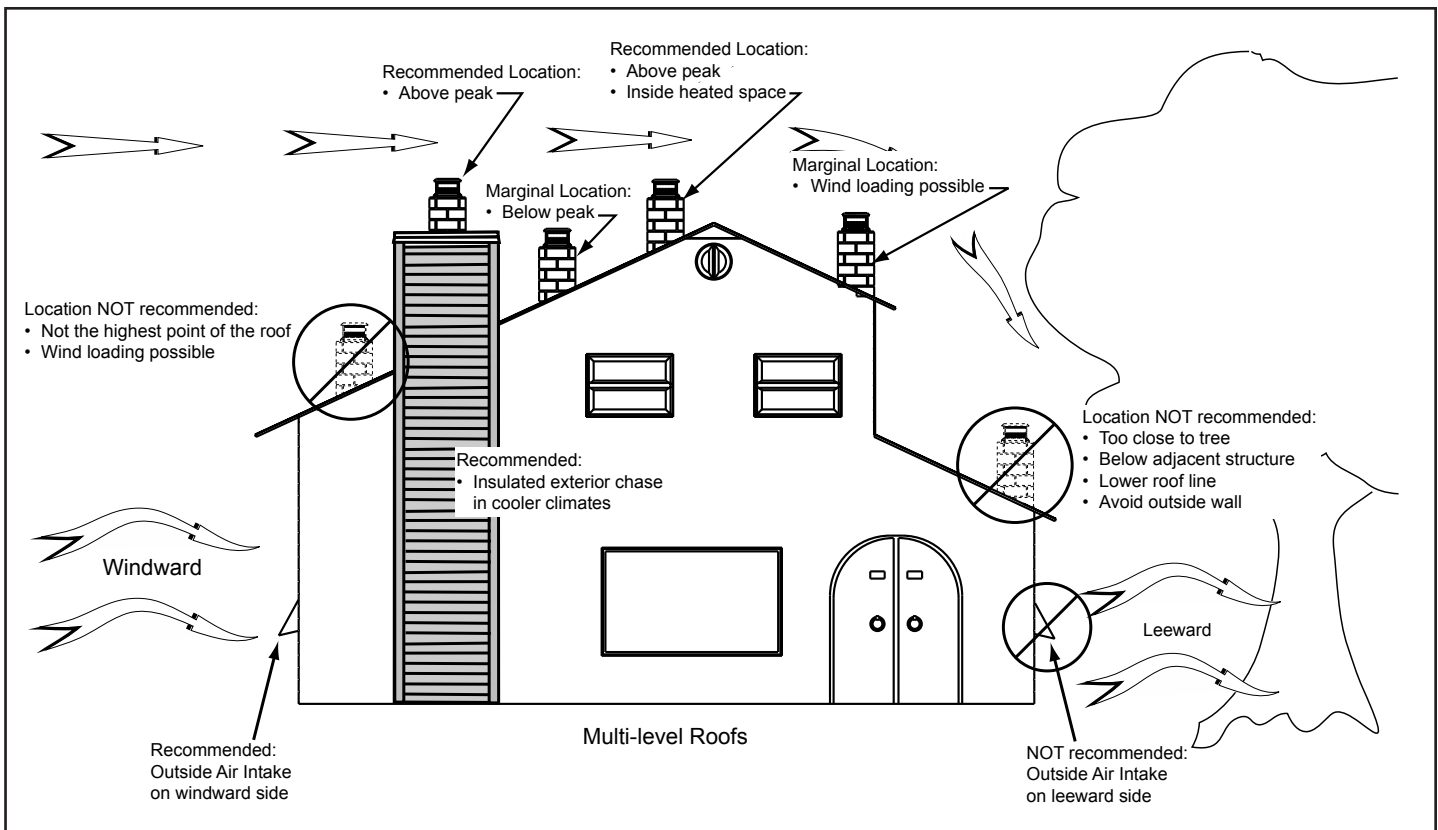 Recommended Location:
• Above peak
Recommended Location:
• Above peak
• Inside heated space
Marginal Location:
• Below peak
Marginal Location:
• Wind loading possible
Location NOT recommended:
• Not the highest point of the roof
• Wind loading possible
Location NOT recommended:
• Too close to tree
• Below adjacent structure
• Lower roof line
• Avoid outside wall
Recommended:
• Insulated exterior chase
in cooler climates
Windward
Leeward
Multi-level Roofs
Recommended:
Outside Air Intake
on windward side
NOT recommended:
Outside Air Intake
on leeward side